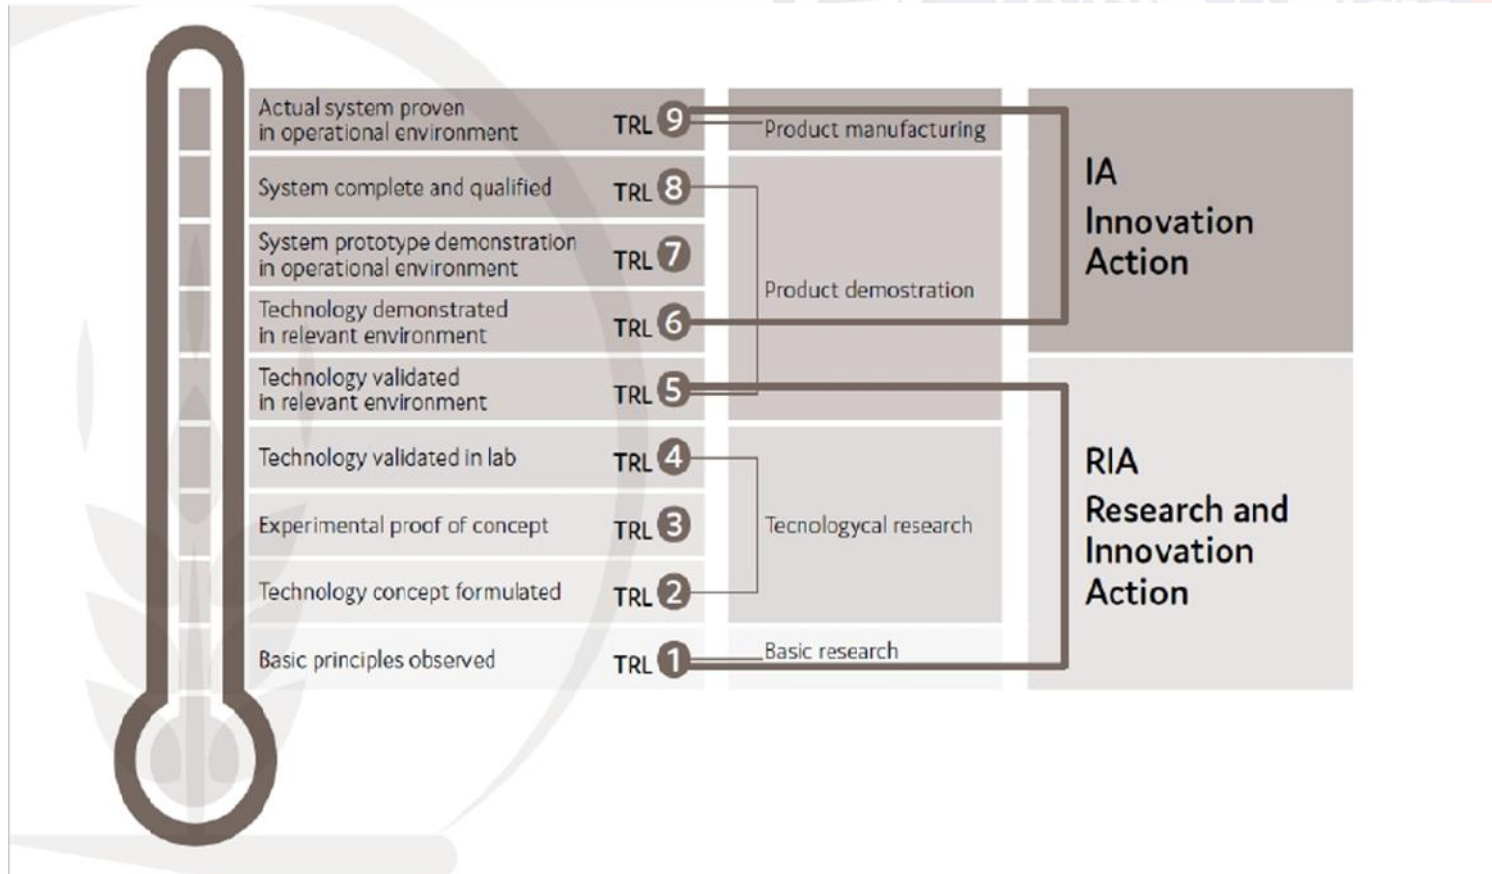 Actual system proven
in operational environment
TRL 9
Product manufacturing
System complete and qualified
TRL 8
System prototype demonstration
in operational environment
TRL 7
Technology demonstrated
in relevant environment
TRL 6
Product demostration
IA
Innovation
Action
Technology validated
in relevant environment
TRL 5
Technology validated in lab
TRL 4
Experimental proof of concept
TRL 3
Tecnologycal research
Technology concept formulated
TRL 2
Basic principles observed
TRL 1
Basic research
RIA
Research and
Innovation
Action